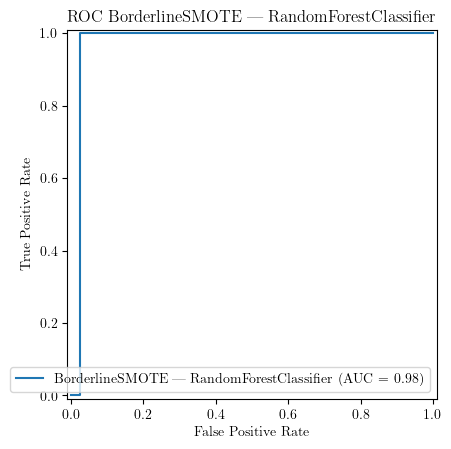 ROC BorderlineSMOTE — RandomForestClassifier
1.0
0.8
0.6
0.4
0.2
0.0
True Positive Rate
BorderlineSMOTE — RandomForestClassifier (AUC = 0.98)
0.0 0.2 0.4 0.6 0.8 1.0
False Positive Rate